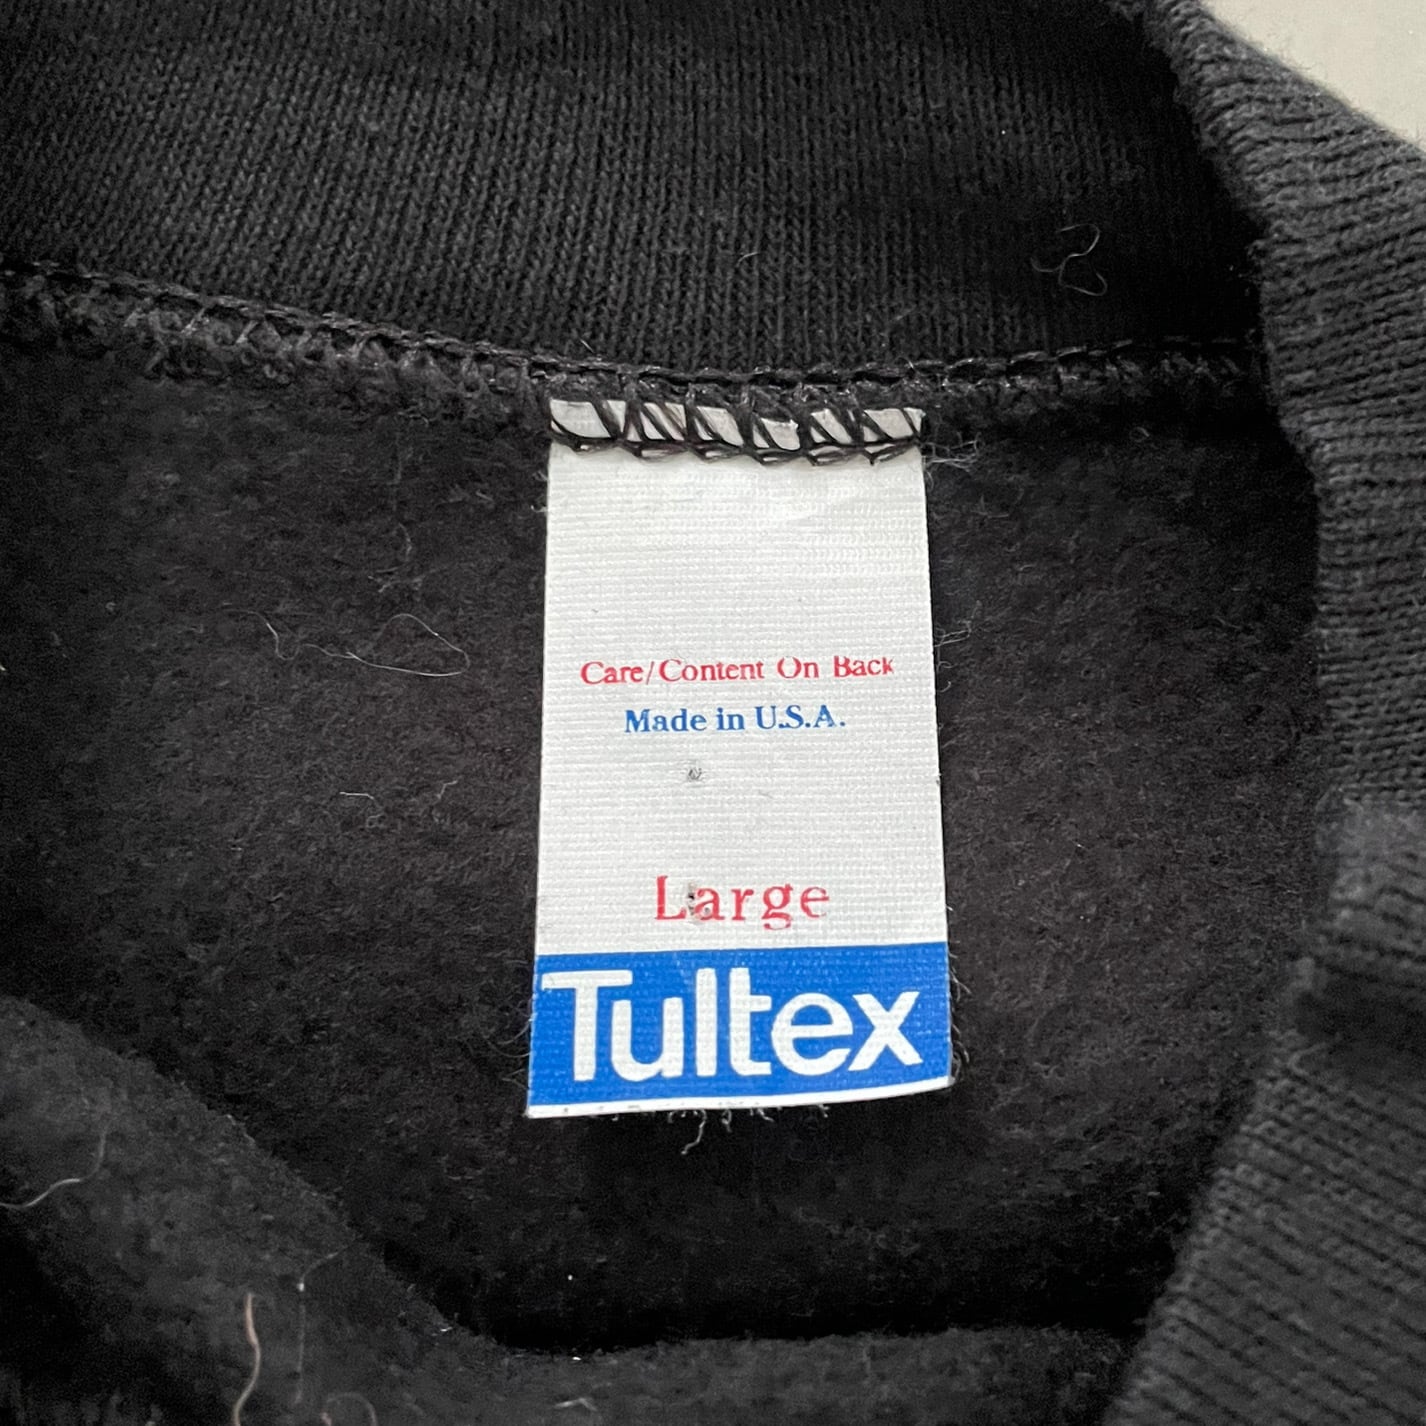 Care/Content On Back
Made in U.S.A.
Large
Tultex